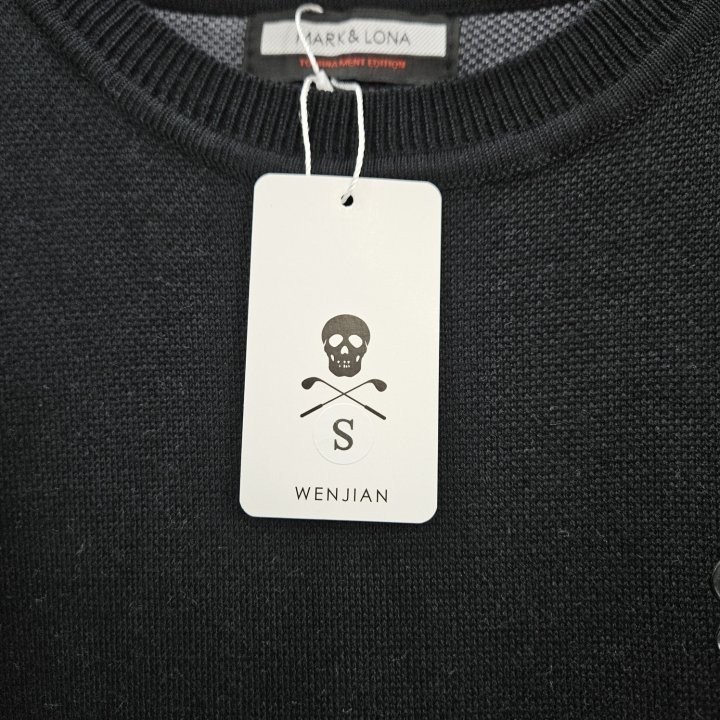 MARK & LONA
TOURNAMENT EDITION
S
WENJIAN